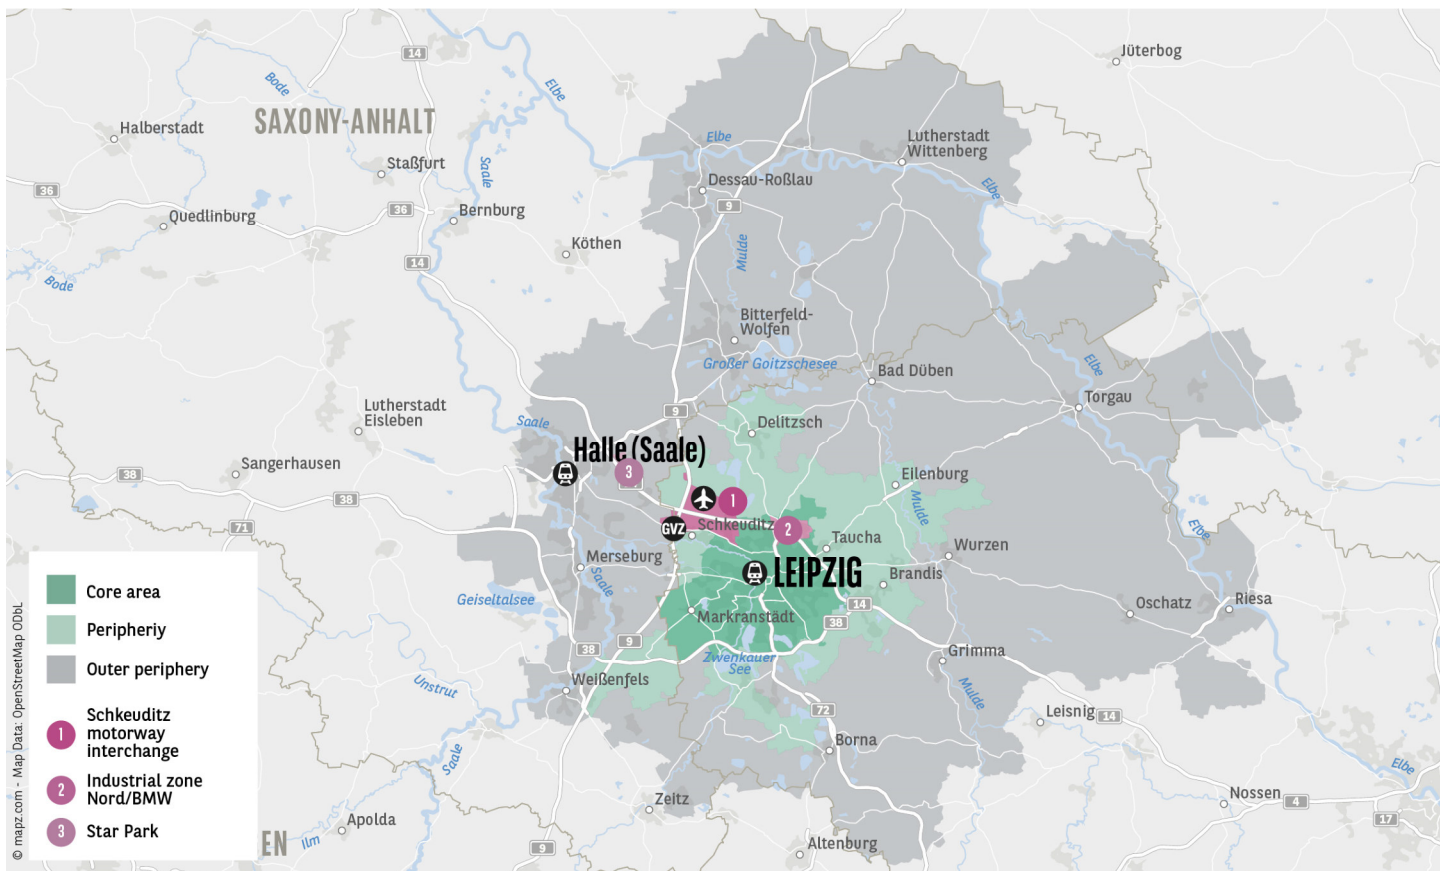 14
Jüterbog
Bode
Elbe
SAXONY-ANHALT
Halberstadt
Elbe
Lutherstadt
Wittenberg
Staßfurt
Saale
Dessau-Roßlau
Elbe
36
36
9
Quedlinburg
Bernburg
Köthen
Mulde
14
Bode
Bitterfeld-
Wolfen
Großer Goitzschesee
Bad Düben
Elbe
Lutherstadt
Eisleben
9
Torgau
Saale
Delitzsch
Halle (Saale)
Sangerhausen
38
3
Eilenburg
38
1
Mulde
71
GVZ
Schkeuditz
2
Taucha
Elbe
Wurzen
Merseburg
LEIPZIG
Brandis
Saale
Geiseltalsee
14
Oschatz
Riesa
Markranstädt
38
9
38
Zwenkauer
See
Grimma
Weißenfels
Unstrut
Mulde
72
Leisnig
14
Borna
Saale
Elbe
Zeitz
Nossen
4
17
Apolda
Ilm
EN
9
Altenburg
Core area
Peripheriy
Outer periphery
1
Schkeuditz
motorway
interchange
2
Industrial zone
Nord/BMW
3
Star Park
© mapz.com - Map Data: OpenStreetMap ODbL